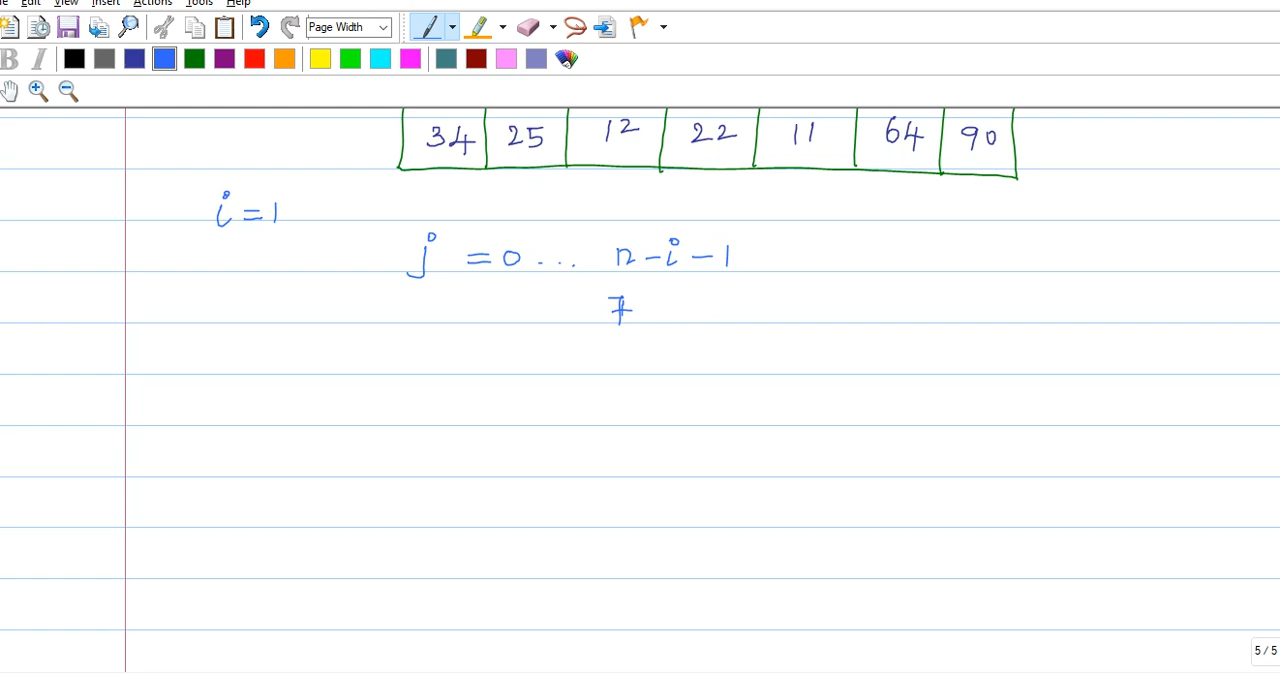 Edit View Insert Actions Tools Help
Page Width
B I
34 25 12 22 11 64 90
i = 1
j = 0 ... n - i - 1
7
5 / 5